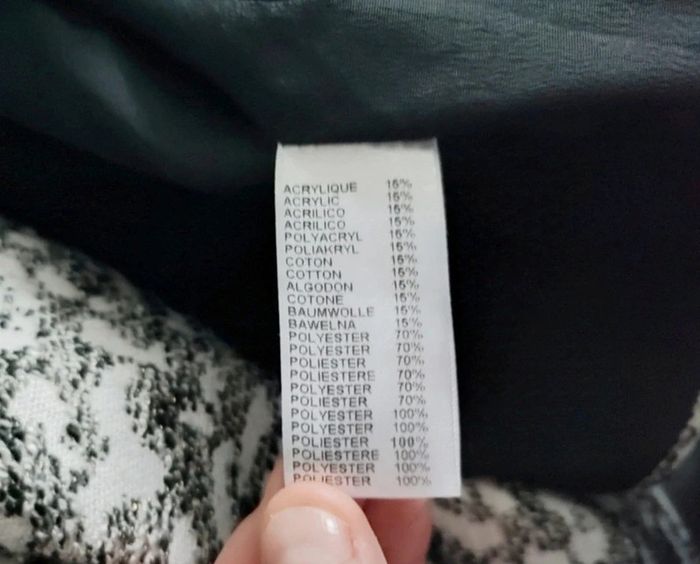 ACRYLIQUE 15%
ACRYLIC 15%
ACRILICO 15%
ACRILICO 15%
POLYACRYL 15%
POLIAKRYL 15%
COTON 15%
COTTON 15%
ALGODON 15%
COTONE 15%
BAUMWOLLE 15%
BAWELNA 15%
POLYESTER 70%
POLYESTER 70%
POLIESTER 70%
POLIESTERE 70%
POLYESTER 70%
POLIESTER 70%
POLYESTER 100%
POLYESTER 100%
POLIESTER 100%
POLIESTERE 100%
POLYESTER 100%
POLIESTER 100%